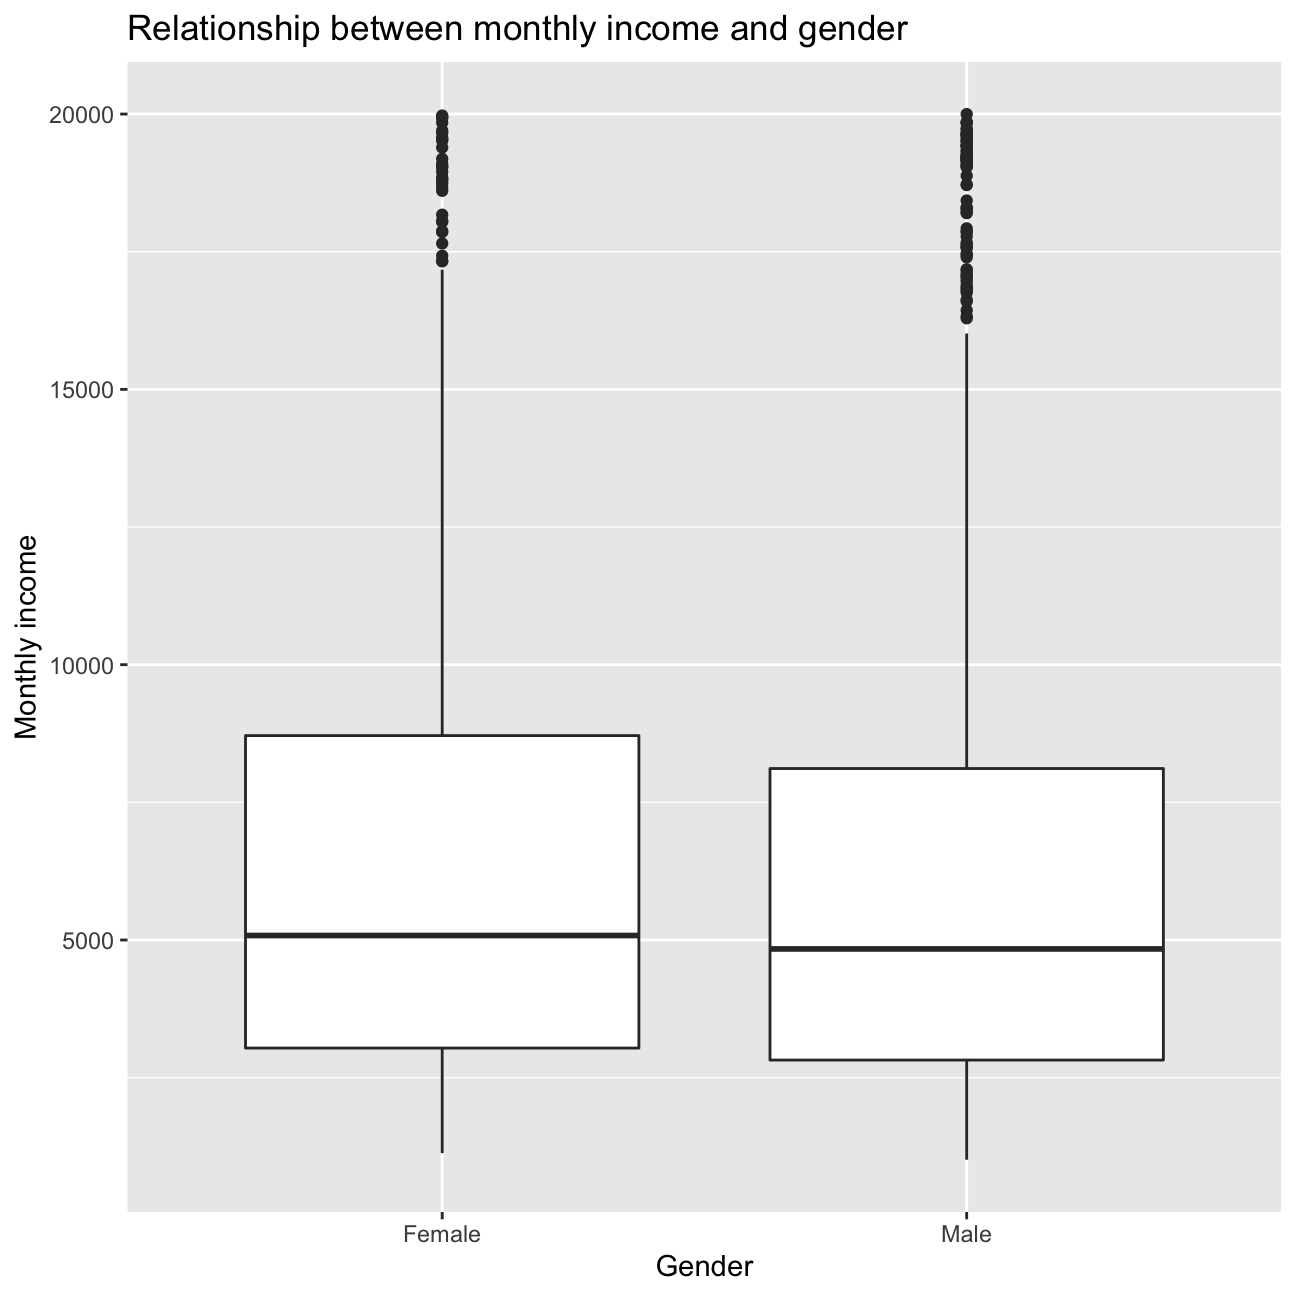 Relationship between monthly income and gender
20000
15000
10000
5000
Monthly income
Female
Male
Gender